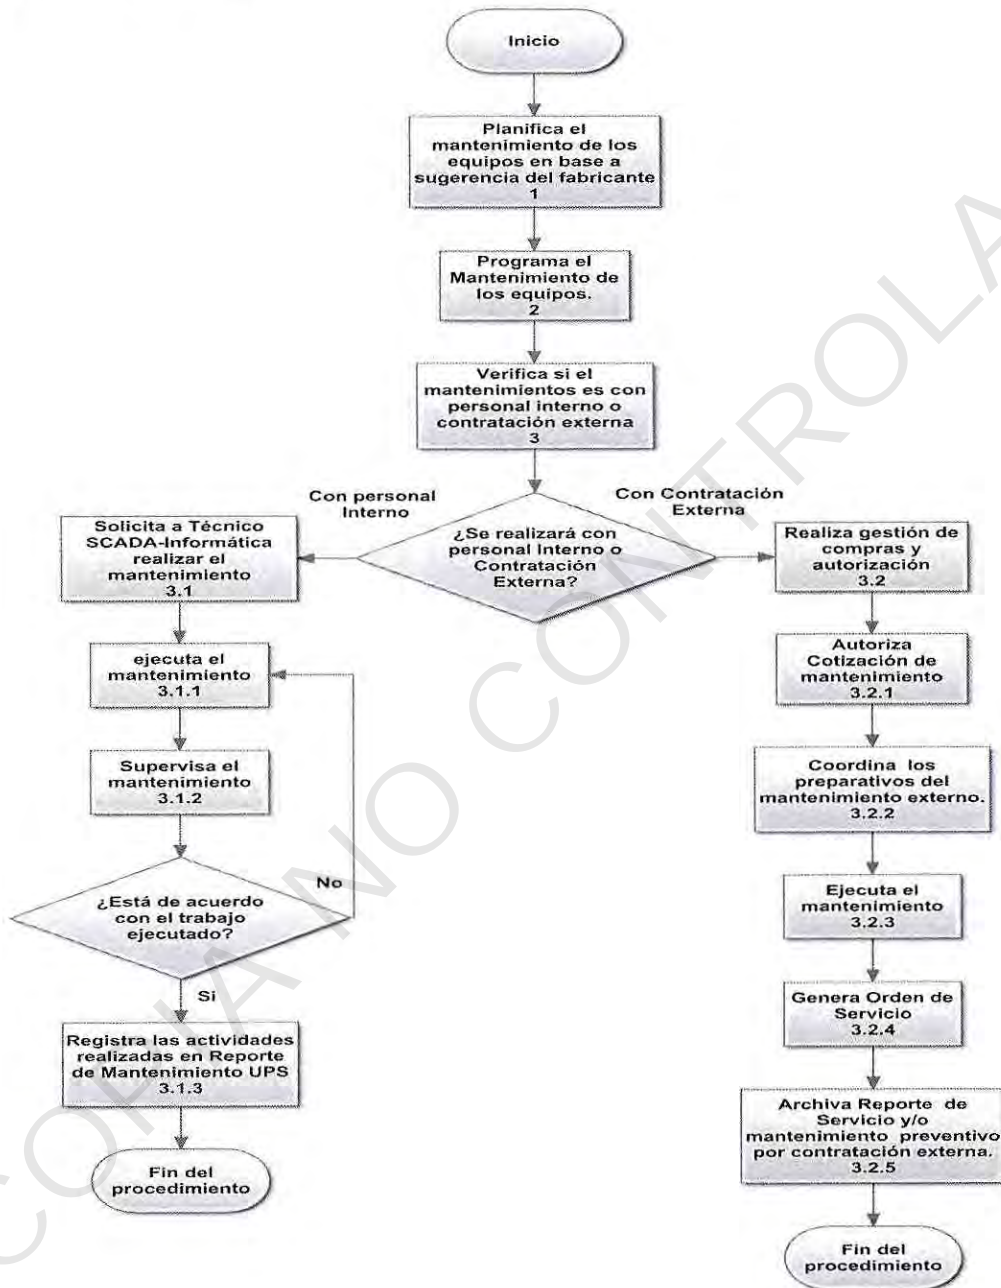 Inicio
Planifica el
mantenimiento de los
equipos en base a
sugerencia del fabricante
1
Programa el
Mantenimiento de
los equipos.
2
Verifica si el
mantenimientos es con
personal interno o
contratación externa
3
¿Se realizará con
personal Interno o
Contratación
Externa?
Con personal
Interno
Solicita a Técnico
SCADA-Informática
realizar el
mantenimiento
3.1
ejecuta el
mantenimiento
3.1.1
Supervisa el
mantenimiento
3.1.2
¿Está de acuerdo
con el trabajo
ejecutado?
No
Si
Registra las actividades
realizadas en Reporte
de Mantenimiento UPS
3.1.3
Fin del
procedimiento
Con Contratación
Externa
Realiza gestión de
compras y
autorización
3.2
Autoriza
Cotización de
mantenimiento
3.2.1
Coordina los
preparativos del
mantenimiento externo.
3.2.2
Ejecuta el
mantenimiento
3.2.3
Genera Orden de
Servicio
3.2.4
Archiva Reporte de
Servicio y/o
mantenimiento preventivo
por contratación externa.
3.2.5
Fin del
procedimiento
COPIA NO CONTROLA